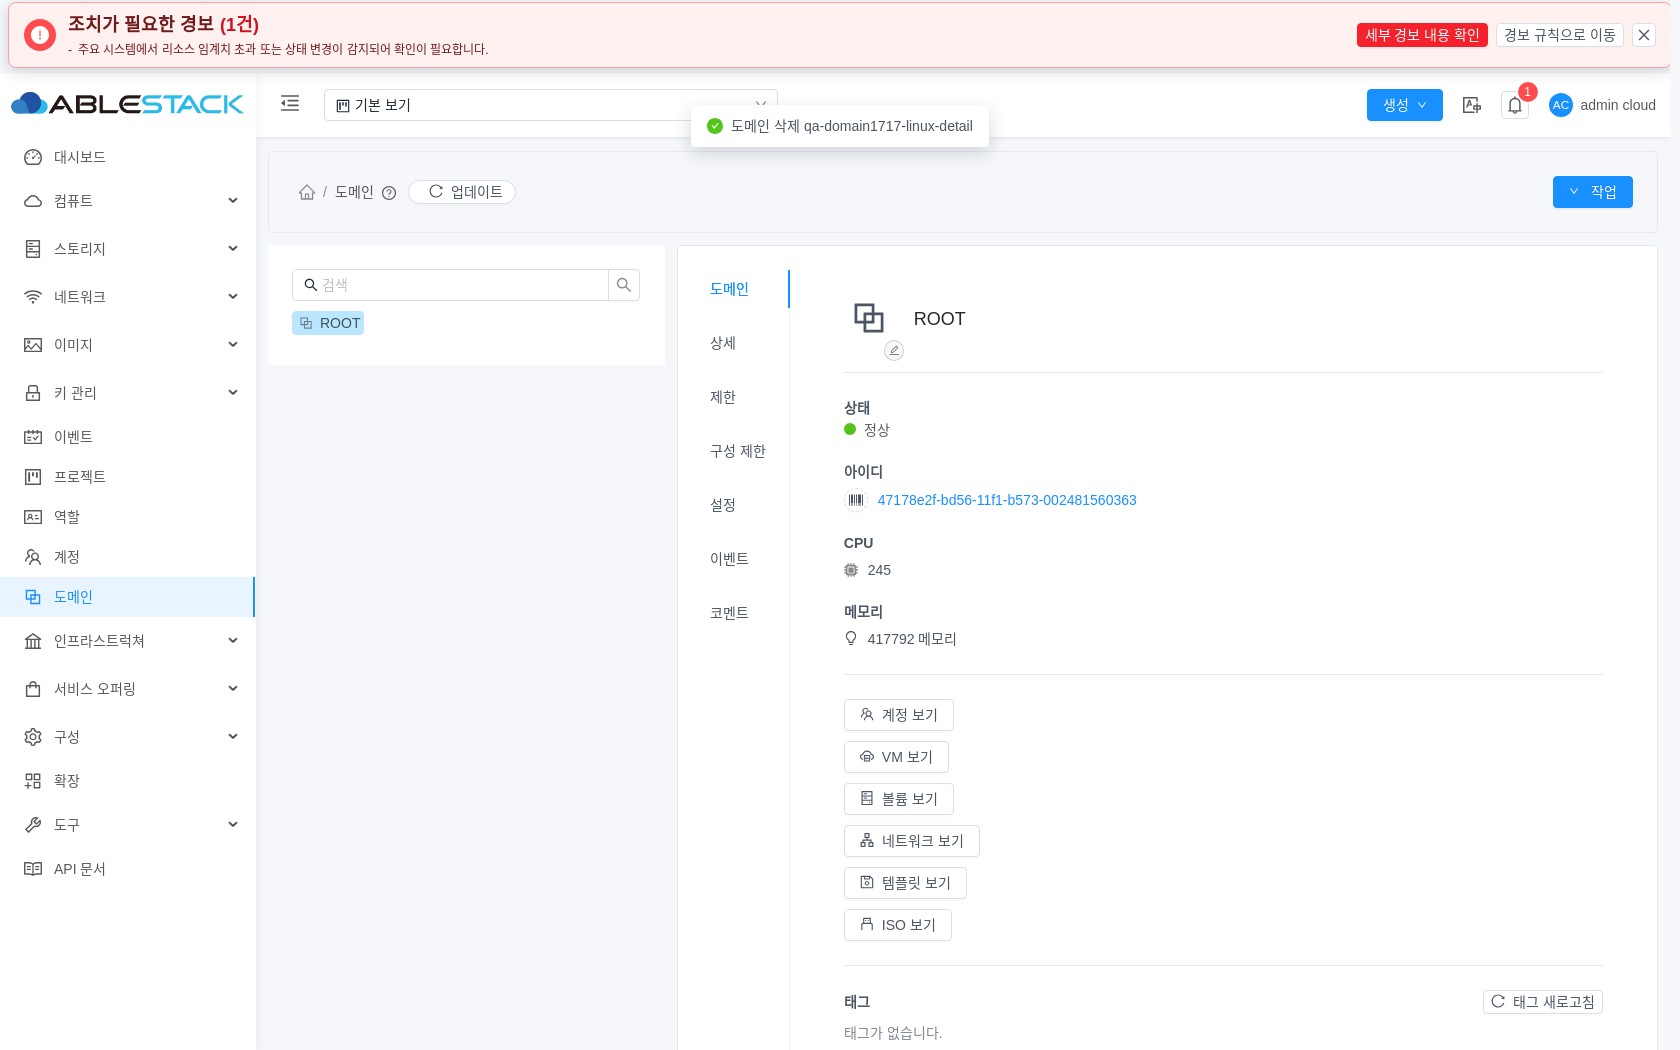 조치가 필요한 경보 (1건)
- 주요 시스템에서 리소스 임계치 초과 또는 상태 변경이 감지되어 확인이 필요합니다.
세부 경보 내용 확인
경보 규칙으로 이동
ABLESTACK
기본 보기
생성
1
AC
admin cloud
도메인 삭제 qa-domain1717-linux-detail
대시보드
컴퓨트
스토리지
네트워크
이미지
키 관리
이벤트
프로젝트
역할
계정
도메인
인프라스트럭쳐
서비스 오퍼링
구성
확장
도구
API 문서
/ 도메인
업데이트
작업
검색
ROOT
도메인
상세
제한
구성 제한
설정
이벤트
코멘트
ROOT
상태
정상
아이디
47178e2f-bd56-11f1-b573-002481560363
CPU
245
메모리
417792 메모리
계정 보기
VM 보기
볼륨 보기
네트워크 보기
템플릿 보기
ISO 보기
태그
태그 새로고침
태그가 없습니다.